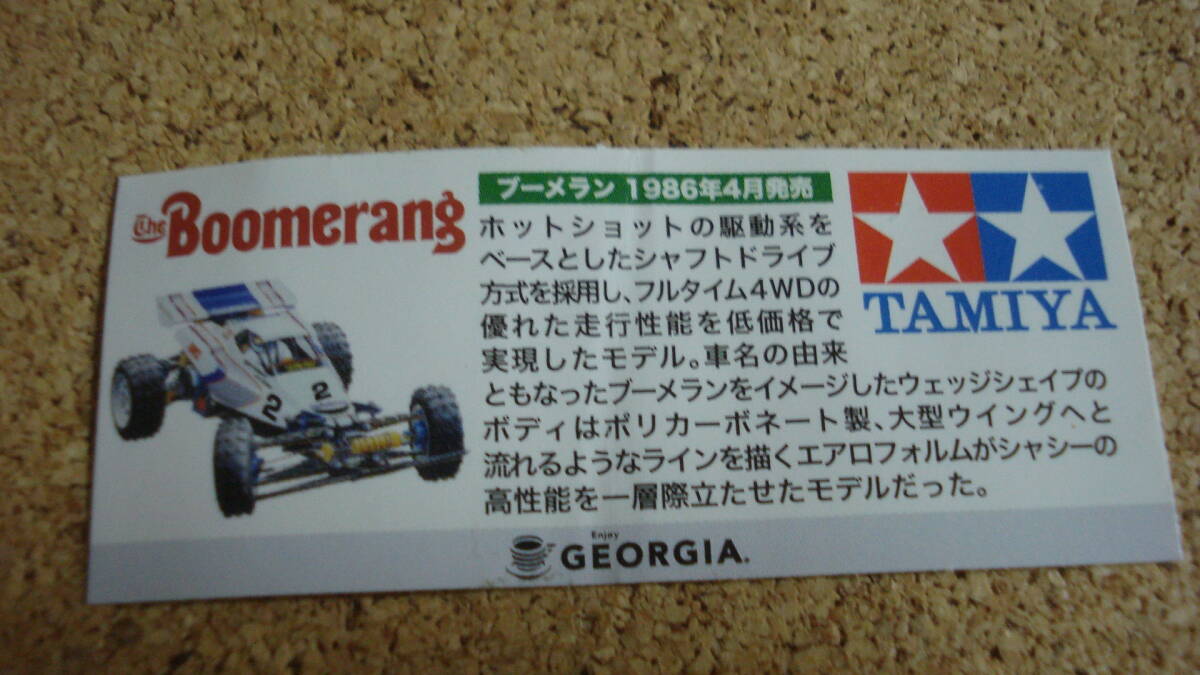 The Boomerang
ブーメラン 1986年4月発売
ホットショットの駆動系を
ベースとしたシャフトドライブ
方式を採用し、フルタイム4WDの
優れた走行性能を低価格で
実現したモデル。車名の由来
ともなったブーメランをイメージしたウェッジシェイプの
ボディはポリカーボネート製、大型ウイングへと
流れるようなラインを描くエアロフォルムがシャシーの
高性能を一層際立たせたモデルだった。
TAMIYA
2
2
Enjoy
GEORGIA.